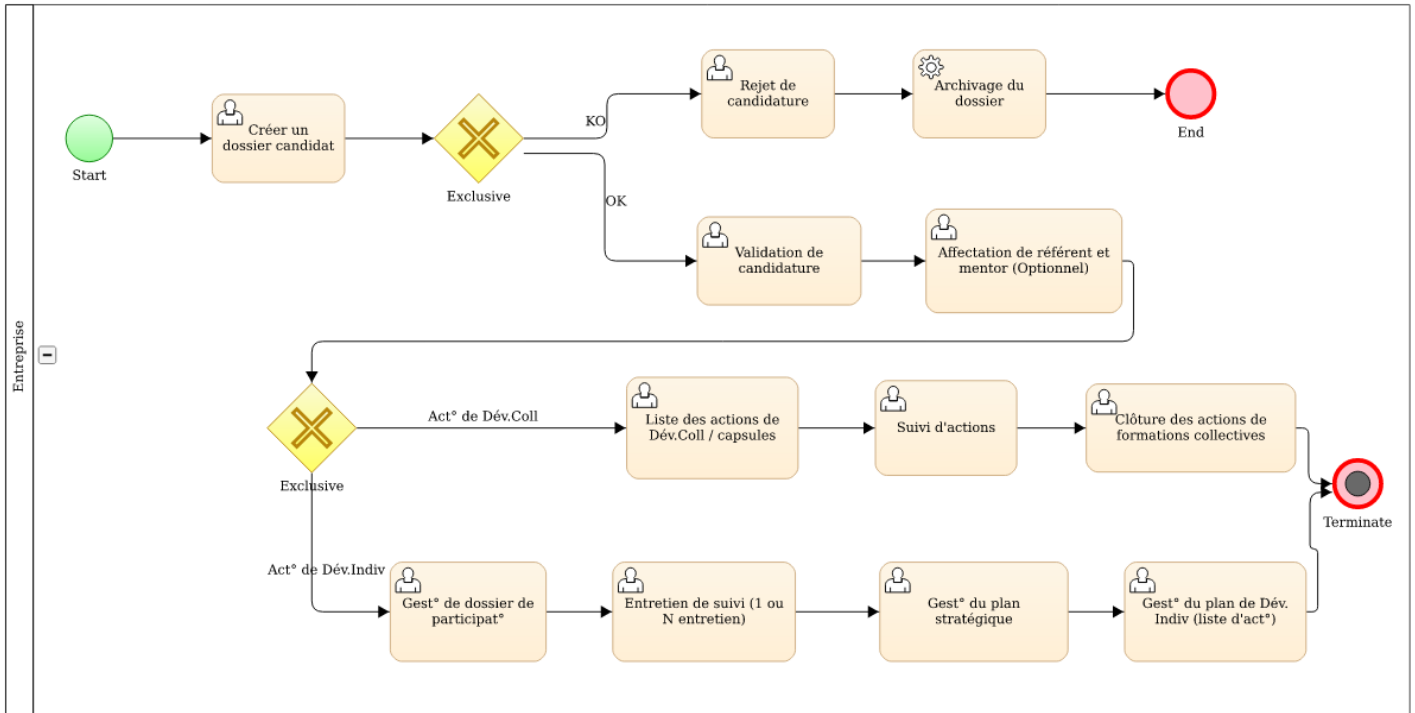 Entreprise
Start
Créer un
dossier candidat
Exclusive
KO
Rejet de
candidature
Archivage du
dossier
End
OK
Validation de
candidature
Affectation de référent et
mentor (Optionnel)
Exclusive
Act° de Dév.Coll
Liste des actions de
Dév.Coll / capsules
Suivi d'actions
Clôture des actions de
formations collectives
Terminate
Act° de Dév.Indiv
Gest° de dossier de
participat°
Entretien de suivi (1 ou
N entretien)
Gest° du plan
stratégique
Gest° du plan de Dév.
Indiv (liste d'act°)